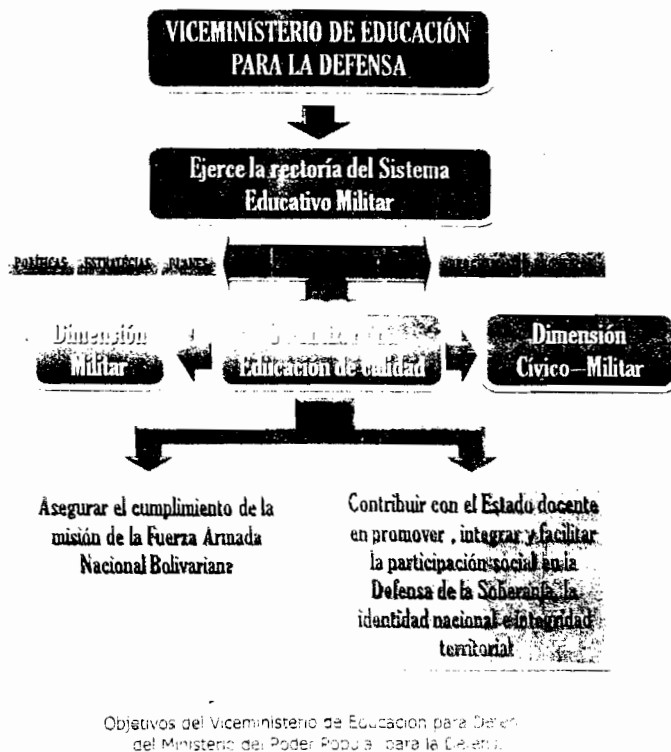 VICEMINISTERIO DE EDUCACIÓN
PARA LA DEFENSA
Ejerce la rectoría del Sistema
Educativo Militar
POLÍTICAS ESTRATÉGIAS PLANES
Dimensión
Militar
Educación de calidad
Dimensión
Cívico–Militar
Asegurar el cumplimiento de la
misión de la Fuerza Armada
Nacional Bolivariana
Contribuir con el Estado docente
en promover , integrar y facilitar
la participación social en la
Defensa de la Soberanía, la
identidad nacional e integridad
territorial
Objetivos del Viceministerio de Educación para
del Ministerio del Poder Popular para la